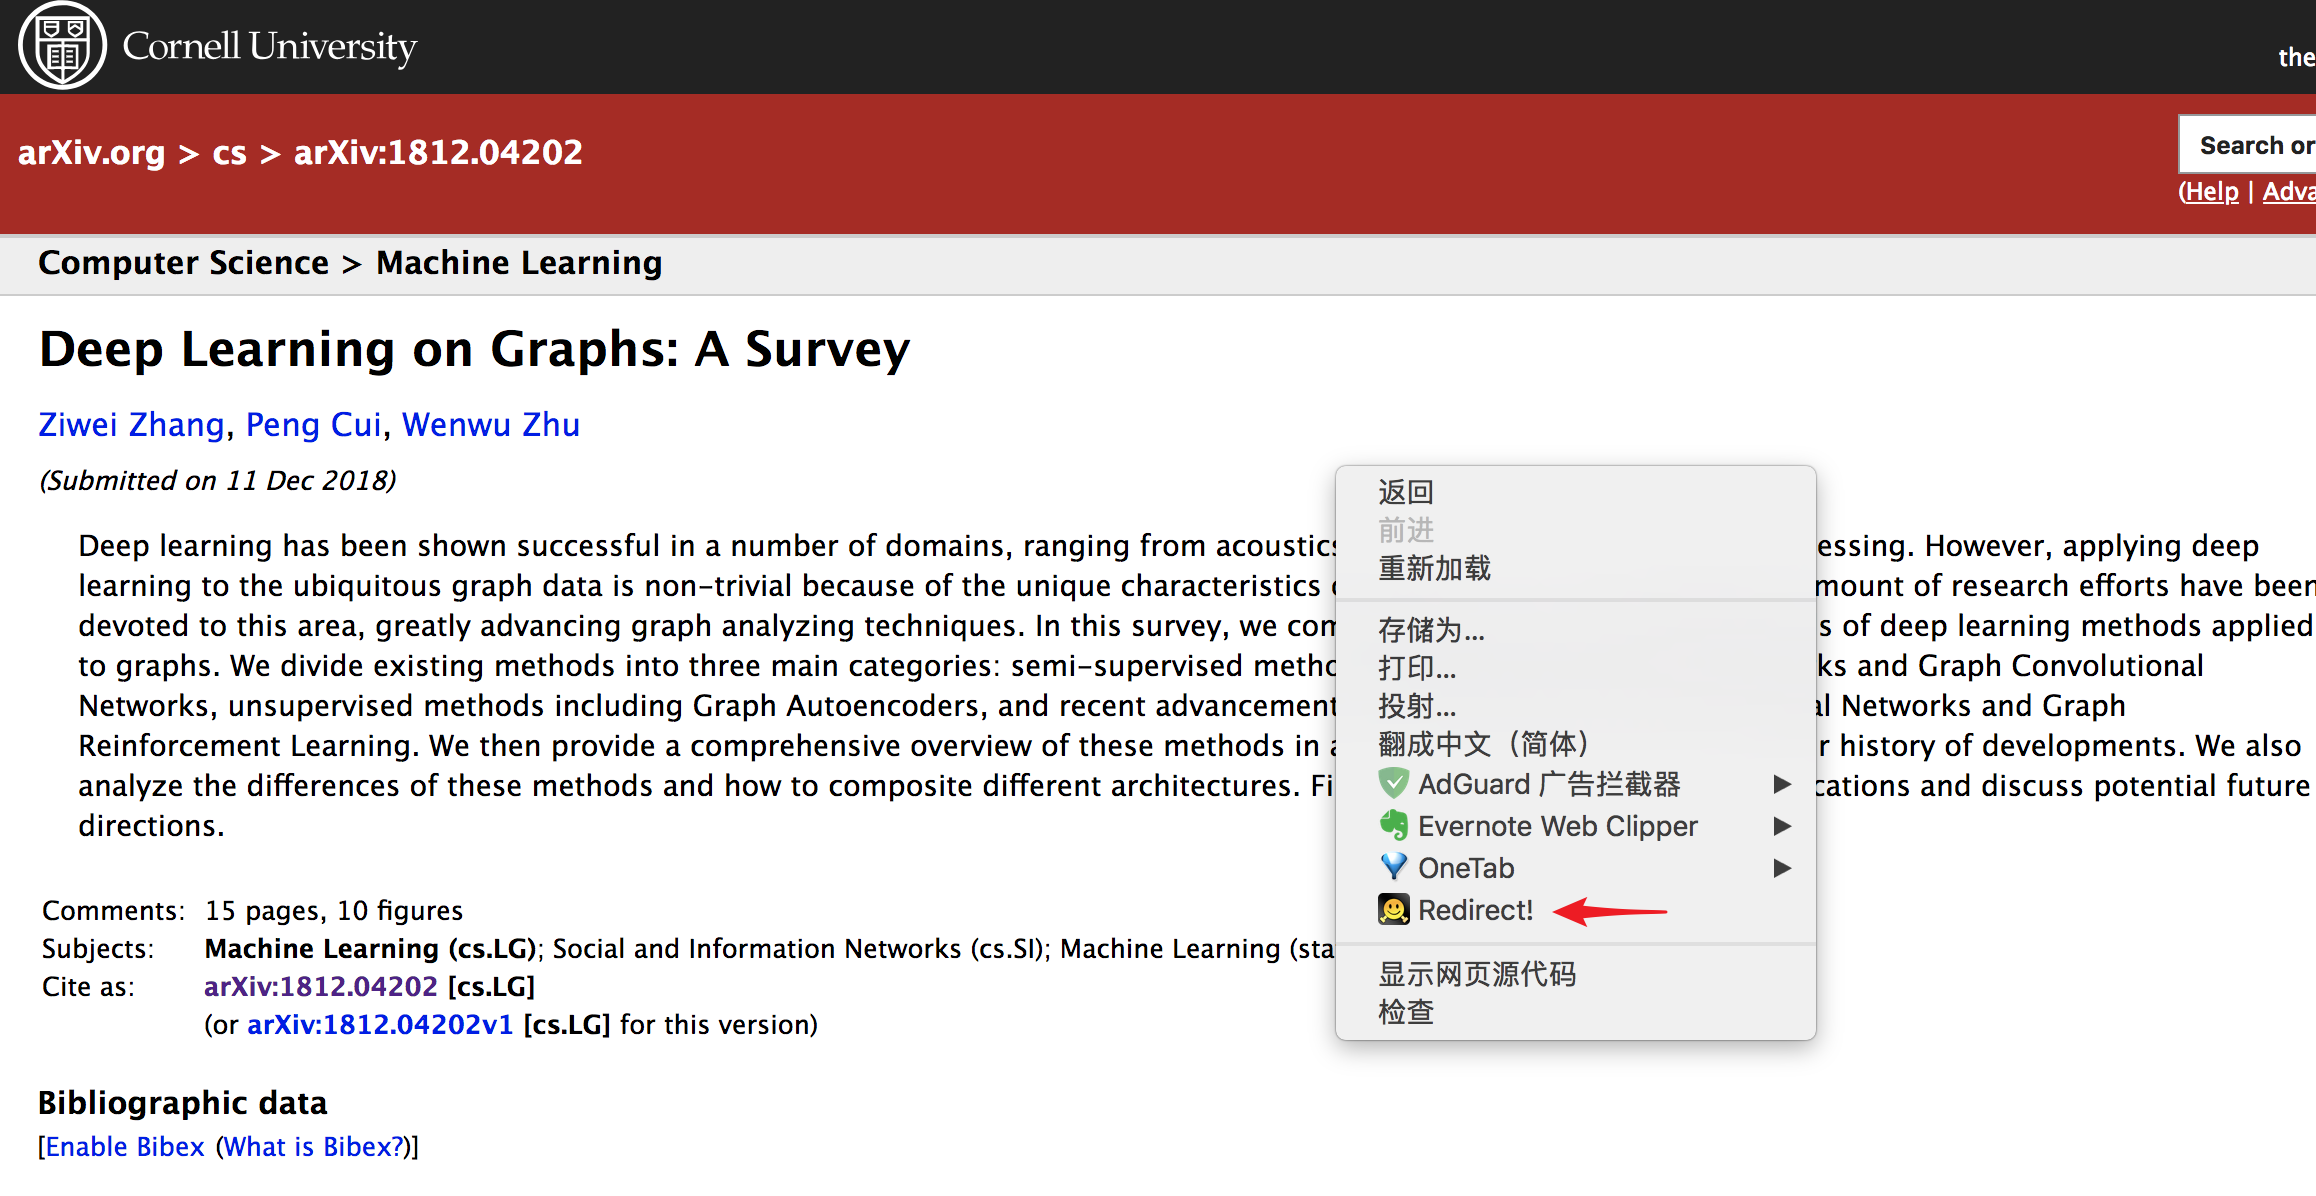 Cornell University
the
arXiv.org > cs > arXiv:1812.04202
Search or
(Help | Adva
Computer Science > Machine Learning
Deep Learning on Graphs: A Survey
Ziwei Zhang, Peng Cui, Wenwu Zhu
(Submitted on 11 Dec 2018)
Deep learning has been shown successful in a number of domains, ranging from acoustics essing. However, applying deep
learning to the ubiquitous graph data is non-trivial because of the unique characteristics mount of research efforts have been
devoted to this area, greatly advancing graph analyzing techniques. In this survey, we com s of deep learning methods applied
to graphs. We divide existing methods into three main categories: semi-supervised metho ks and Graph Convolutional
Networks, unsupervised methods including Graph Autoencoders, and recent advancement al Networks and Graph
Reinforcement Learning. We then provide a comprehensive overview of these methods in a r history of developments. We also
analyze the differences of these methods and how to composite different architectures. Fi cations and discuss potential future
directions.
返回
前进
重新加载
存储为...
打印...
投射...
翻成中文（简体）
AdGuard 广告拦截器
Evernote Web Clipper
OneTab
Redirect!
显示网页源代码
检查
Comments: 15 pages, 10 figures
Subjects: Machine Learning (cs.LG); Social and Information Networks (cs.SI); Machine Learning (sta
Cite as: arXiv:1812.04202 [cs.LG]
(or arXiv:1812.04202v1 [cs.LG] for this version)
Bibliographic data
[Enable Bibex (What is Bibex?)]